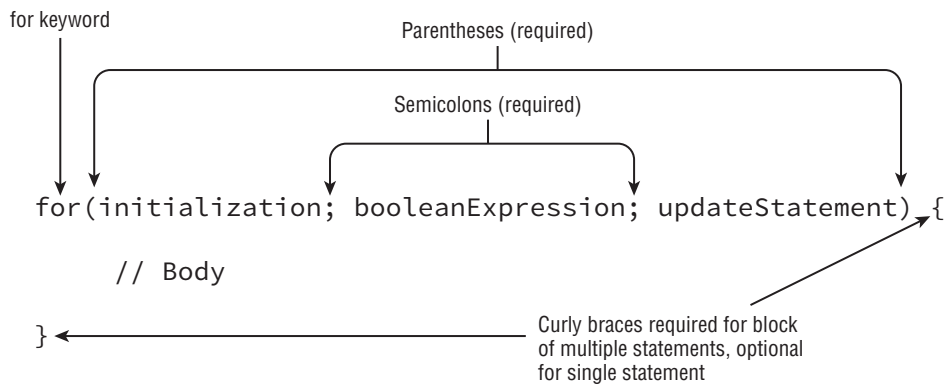 for keyword
Parentheses (required)
Semicolons (required)
for(initialization; booleanExpression; updateStatement) {
// Body
}
Curly braces required for block
of multiple statements, optional
for single statement